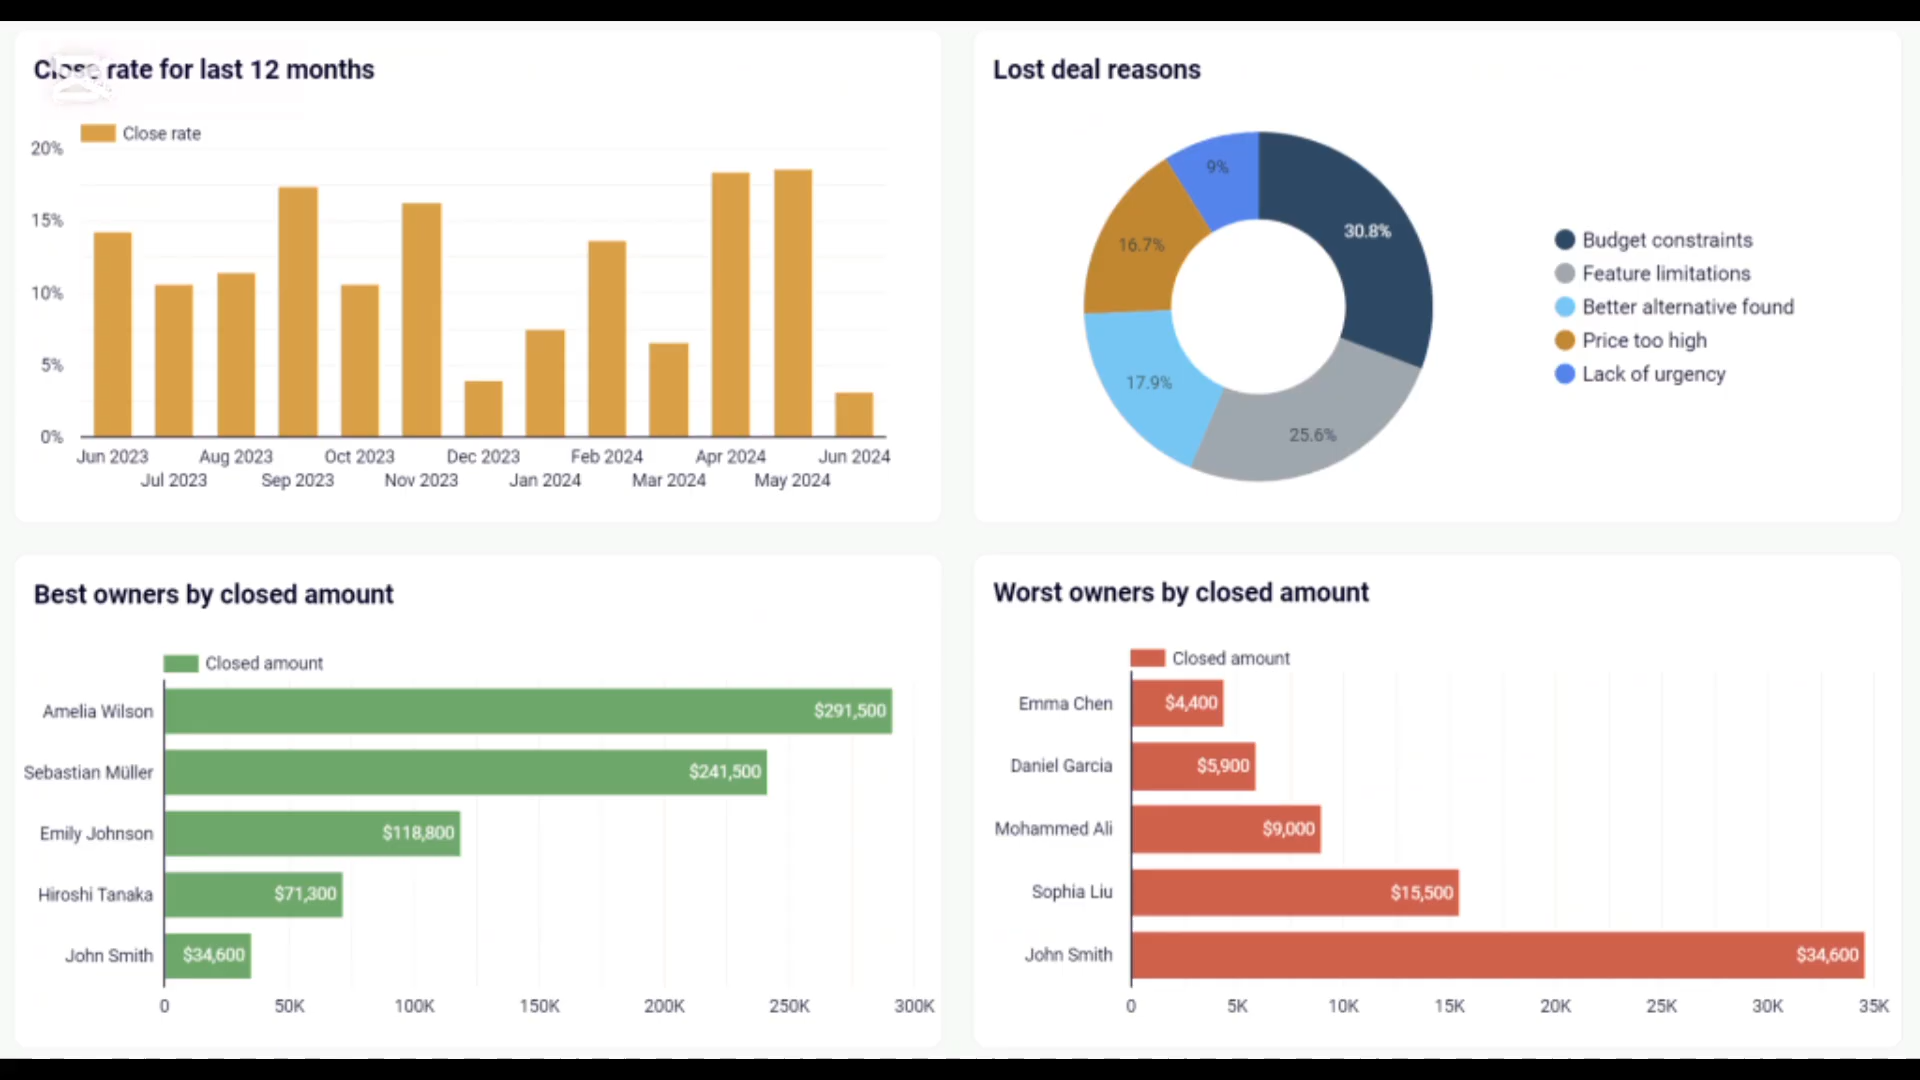 Close rate for last 12 months
Close rate
20%
15%
10%
5%
0%
Jun 2023
Jul 2023
Aug 2023
Sep 2023
Oct 2023
Nov 2023
Dec 2023
Jan 2024
Feb 2024
Mar 2024
Apr 2024
May 2024
Jun 2024
Lost deal reasons
9%
30.8%
16.7%
17.9%
25.6%
Budget constraints
Feature limitations
Better alternative found
Price too high
Lack of urgency
Best owners by closed amount
Closed amount
Amelia Wilson $291,500
Sebastian Müller $241,500
Emily Johnson $118,800
Hiroshi Tanaka $71,300
John Smith $34,600
0 50K 100K 150K 200K 250K 300K
Worst owners by closed amount
Closed amount
Emma Chen $4,400
Daniel Garcia $5,900
Mohammed Ali $9,000
Sophia Liu $15,500
John Smith $34,600
0 5K 10K 15K 20K 25K 30K 35K